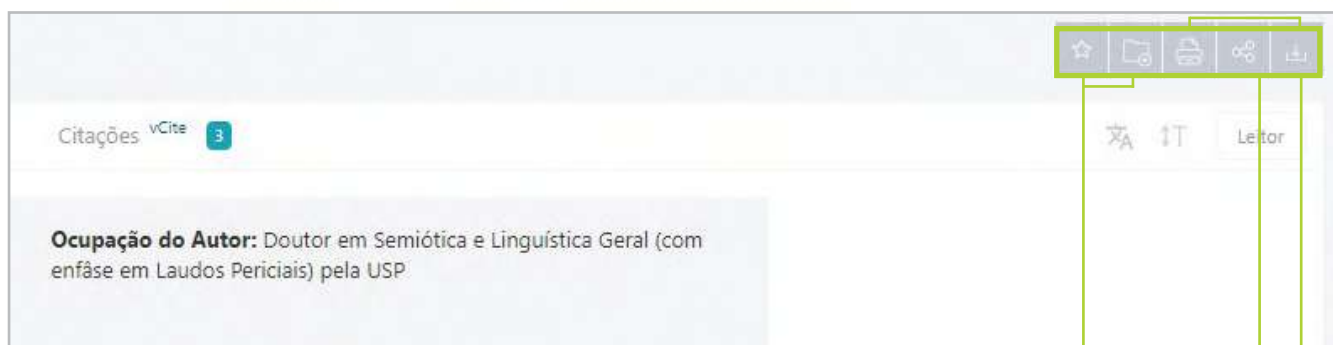 Citações vCite 3
Leitor
Ocupação do Autor: Doutor em Semiótica e Linguística Geral (com
enfâse em Laudos Periciais) pela USP